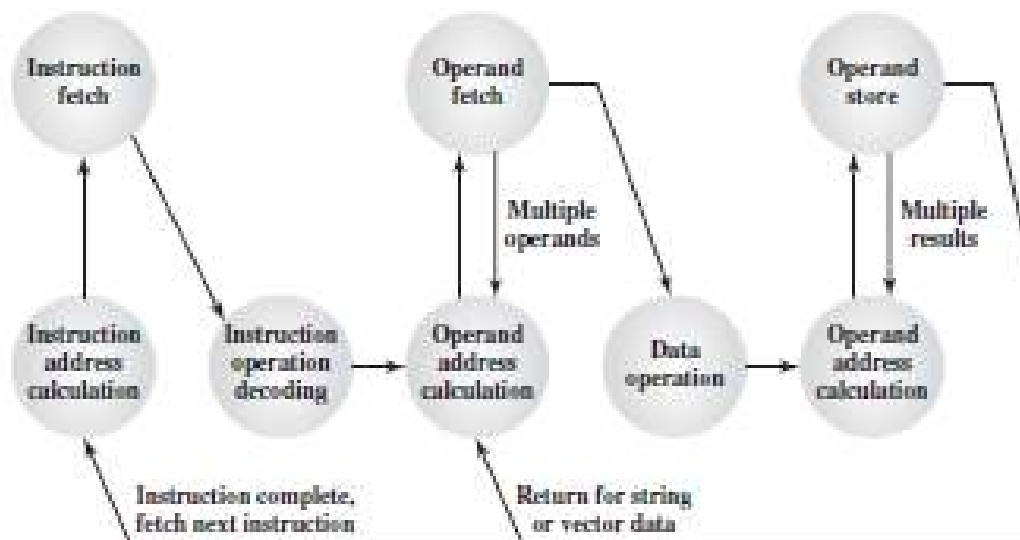 Instruction
fetch
Operand
fetch
Operand
store
Multiple
operands
Multiple
results
Instruction
address
calculation
Instruction
operation
decoding
Operand
address
calculation
Data
operation
Operand
address
calculation
Instruction complete,
fetch next instruction
Return for string
or vector data